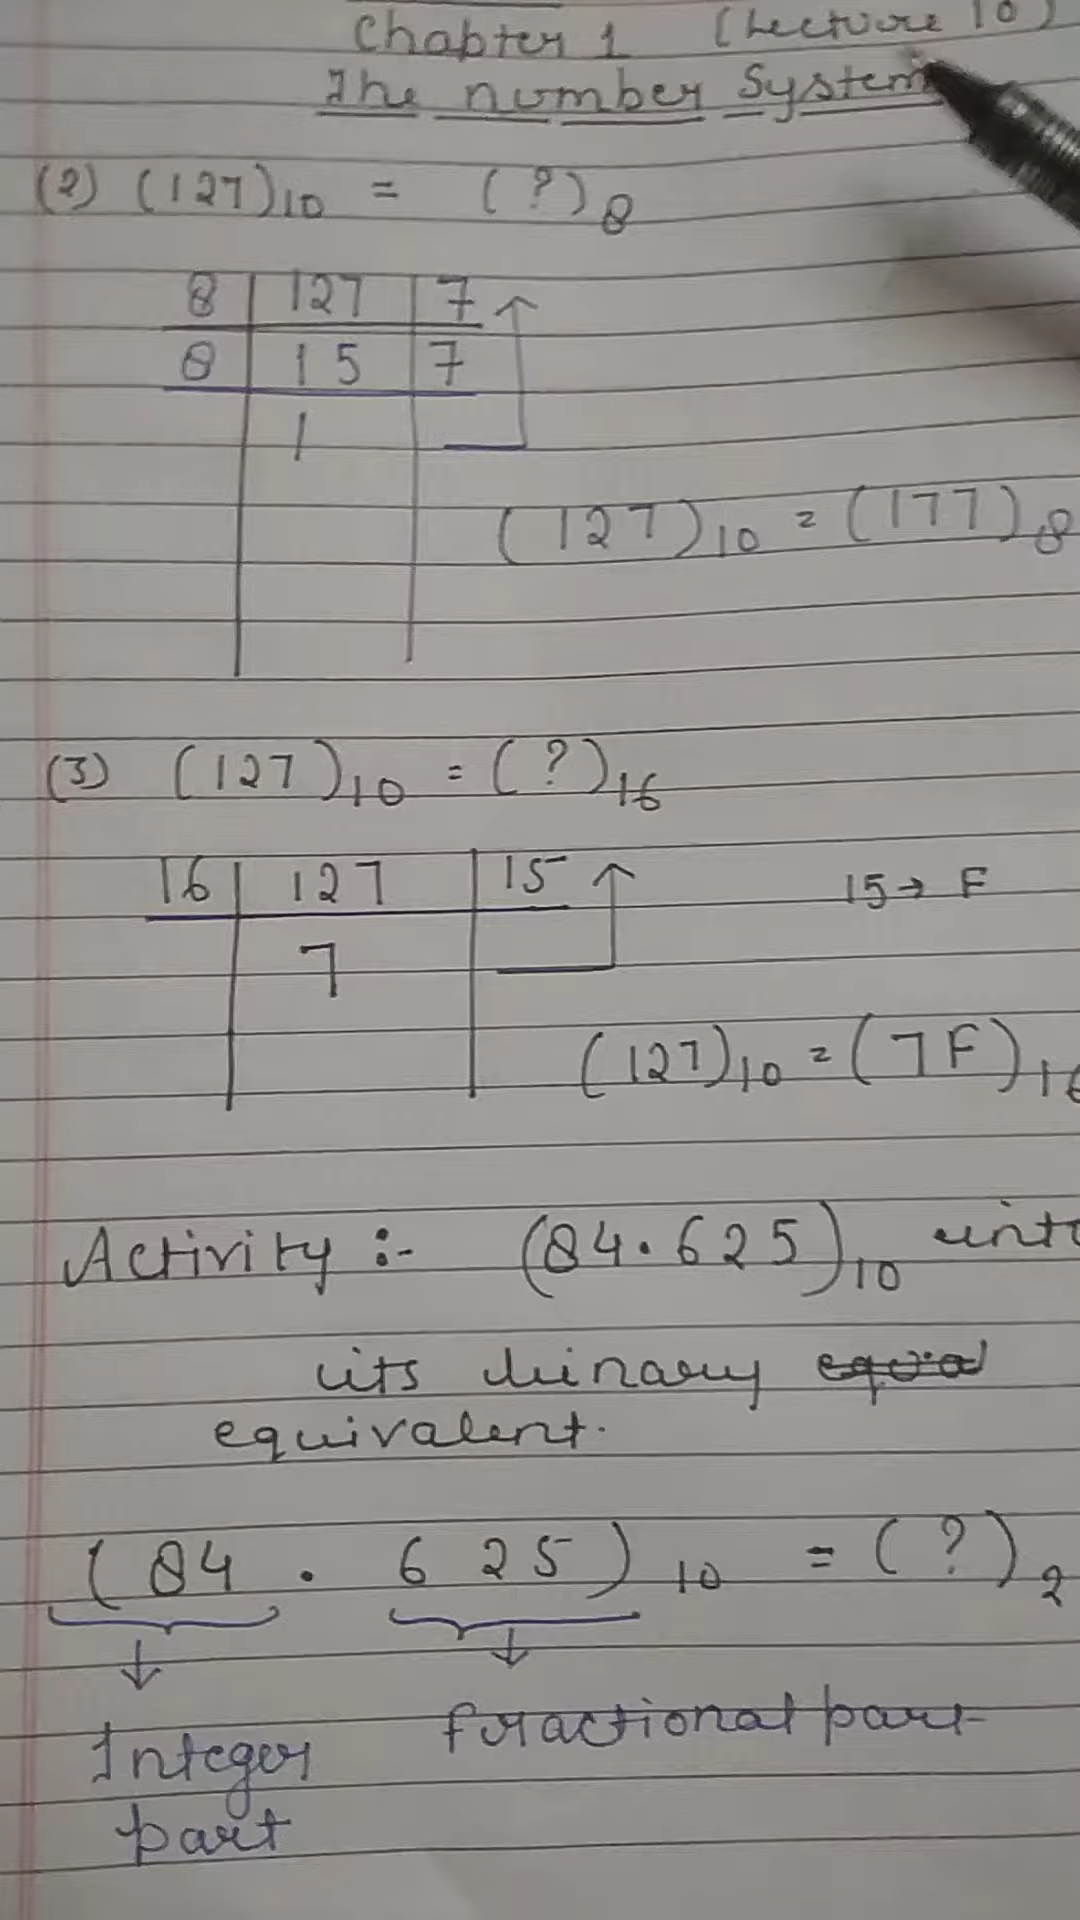 Chapter 1 (Lecture 10)
The number System
(2) (127)10 = (?)8
8 127 7
8 15 7
1
(127)10 = (177)8
(3) (127)10 = (?)16
16 127 15
15 → F
7
(127)10 = (7F)16
Activity :- (84.625)10 into
its binary
equivalent.
(84 . 625)10 = (?)2
Integer fractional part
part